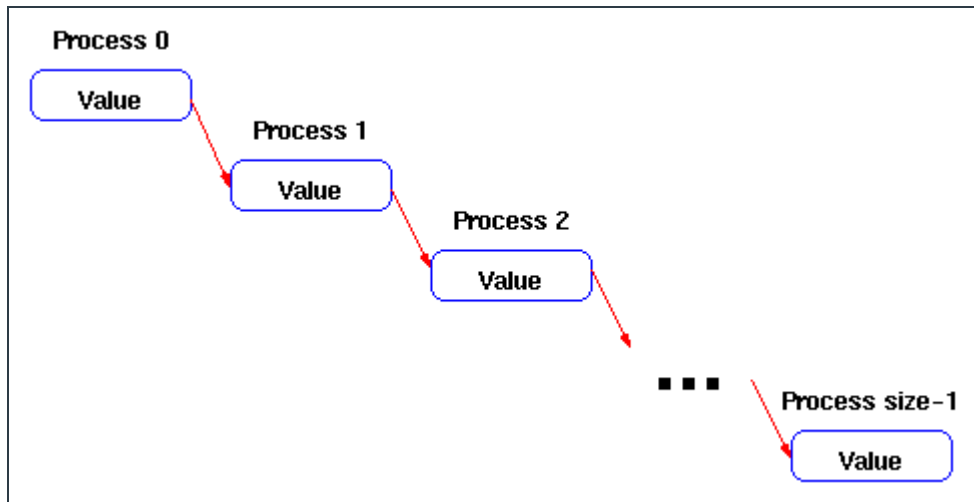 Process 0
Value
Process 1
Value
Process 2
Value
...
Process size-1
Value